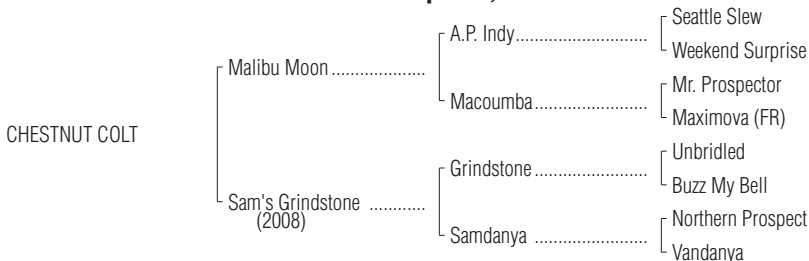 Seattle Slew
A.P. Indy
Weekend Surprise
Malibu Moon
Mr. Prospector
Macoumba
Maximova (FR)
CHESTNUT COLT
Unbridled
Grindstone
Buzz My Bell
Sam's Grindstone
(2008)
Northern Prospect
Samdanya
Vandanya